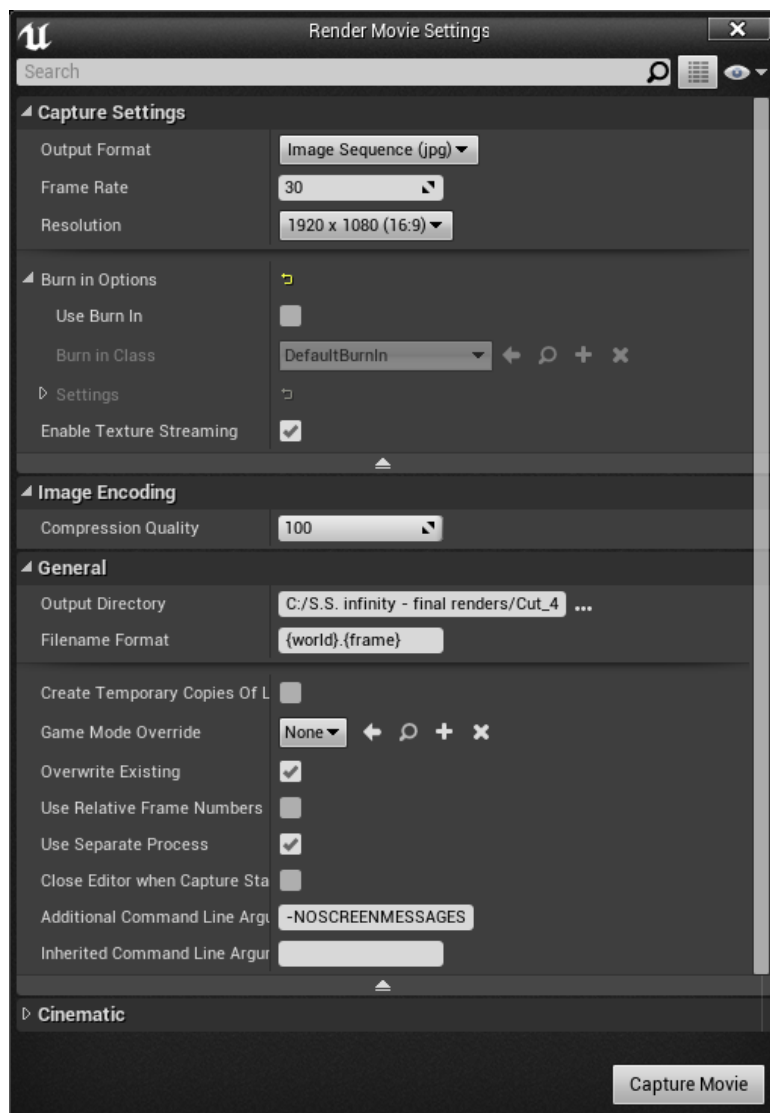 Render Movie Settings
Search
Capture Settings
Output Format Image Sequence (jpg)
Frame Rate 30
Resolution 1920 x 1080 (16:9)
Burn in Options
Use Burn In
Burn in Class DefaultBurnIn
Settings
Enable Texture Streaming
Image Encoding
Compression Quality 100
General
Output Directory C:/S.S. infinity - final renders/Cut_4 ...
Filename Format {world}.{frame}
Create Temporary Copies Of L
Game Mode Override None
Overwrite Existing
Use Relative Frame Numbers
Use Separate Process
Close Editor when Capture Sta
Additional Command Line Argu -NOSCREENMESSAGES
Inherited Command Line Argur
Cinematic
Capture Movie